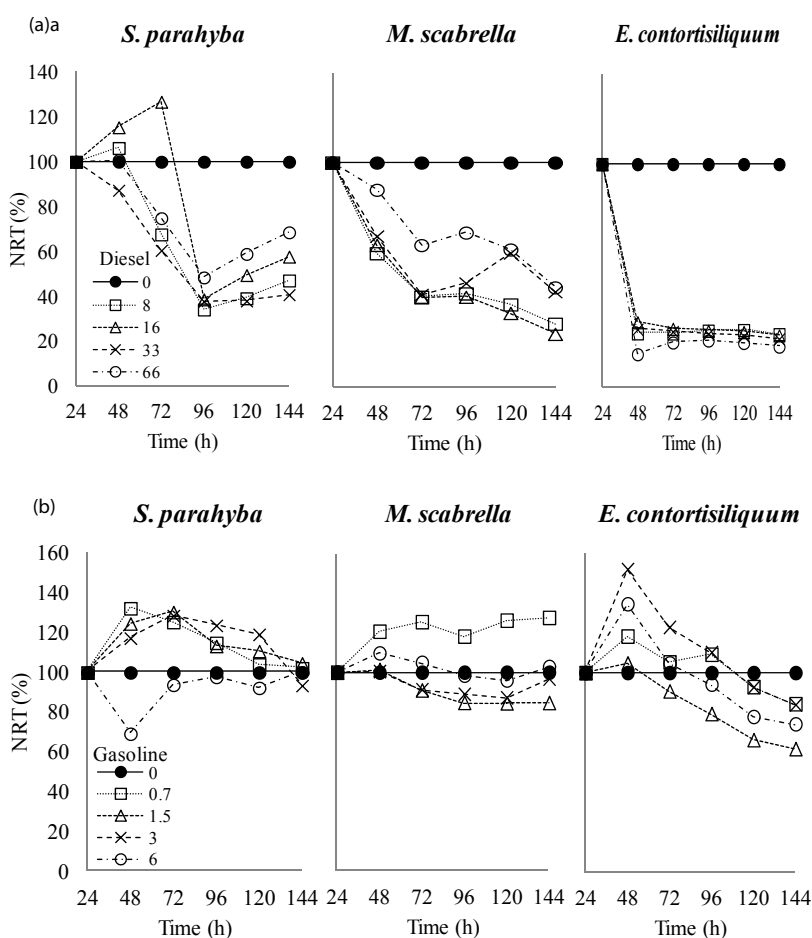 (a)a
S. parahyba M. scabrella E. contortisiliquum
140
120
100
80
60
40
20
0
NRT (%)
Diesel
0
8
16
33
66
24 48 72 96 120 144 24 48 72 96 120 144 24 48 72 96 120 144
Time (h) Time (h) Time (h)
(b)
S. parahyba M. scabrella E. contortisiliquum
160
140
120
100
80
60
40
20
0
NRT (%)
Gasoline
0
0.7
1.5
3
6
24 48 72 96 120 144 24 48 72 96 120 144 24 48 72 96 120 144
Time (h) Time (h) Time (h)